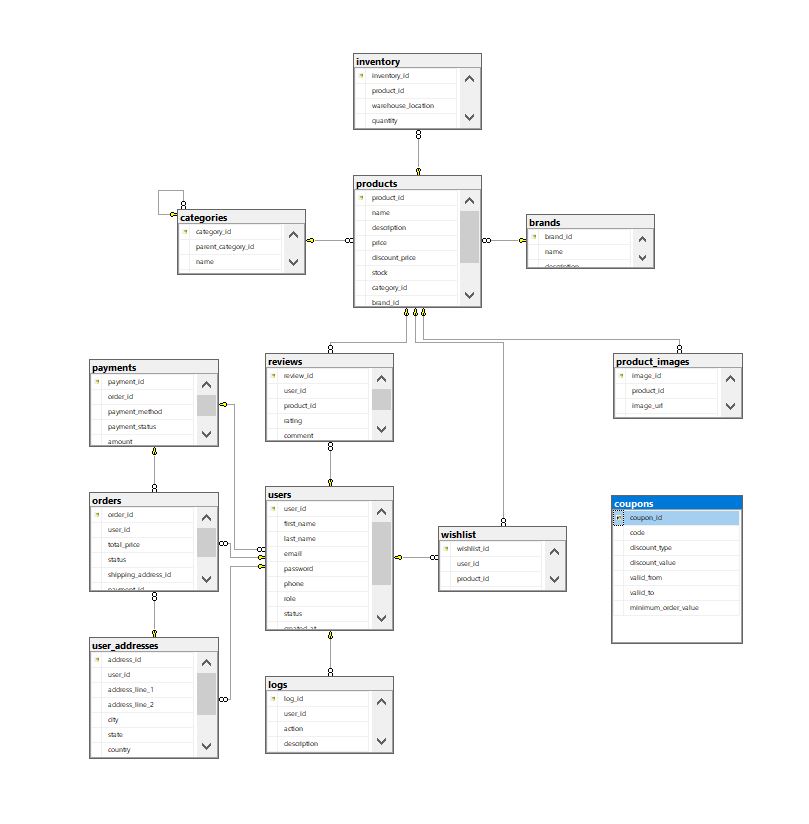 inventory
inventory_id
product_id
warehouse_location
quantity
products
product_id
name
description
price
discount_price
stock
category_id
brand_id
categories
category_id
parent_category_id
name
brands
brand_id
name
description
payments
payment_id
order_id
payment_method
payment_status
amount
reviews
review_id
user_id
product_id
rating
comment
product_images
image_id
product_id
image_url
orders
order_id
user_id
total_price
status
shipping_address_id
payment_id
users
user_id
first_name
last_name
email
password
phone
role
status
created_at
wishlist
wishlist_id
user_id
product_id
coupons
coupon_id
code
discount_type
discount_value
valid_from
valid_to
minimum_order_value
user_addresses
address_id
user_id
address_line_1
address_line_2
city
state
country
logs
log_id
user_id
action
description